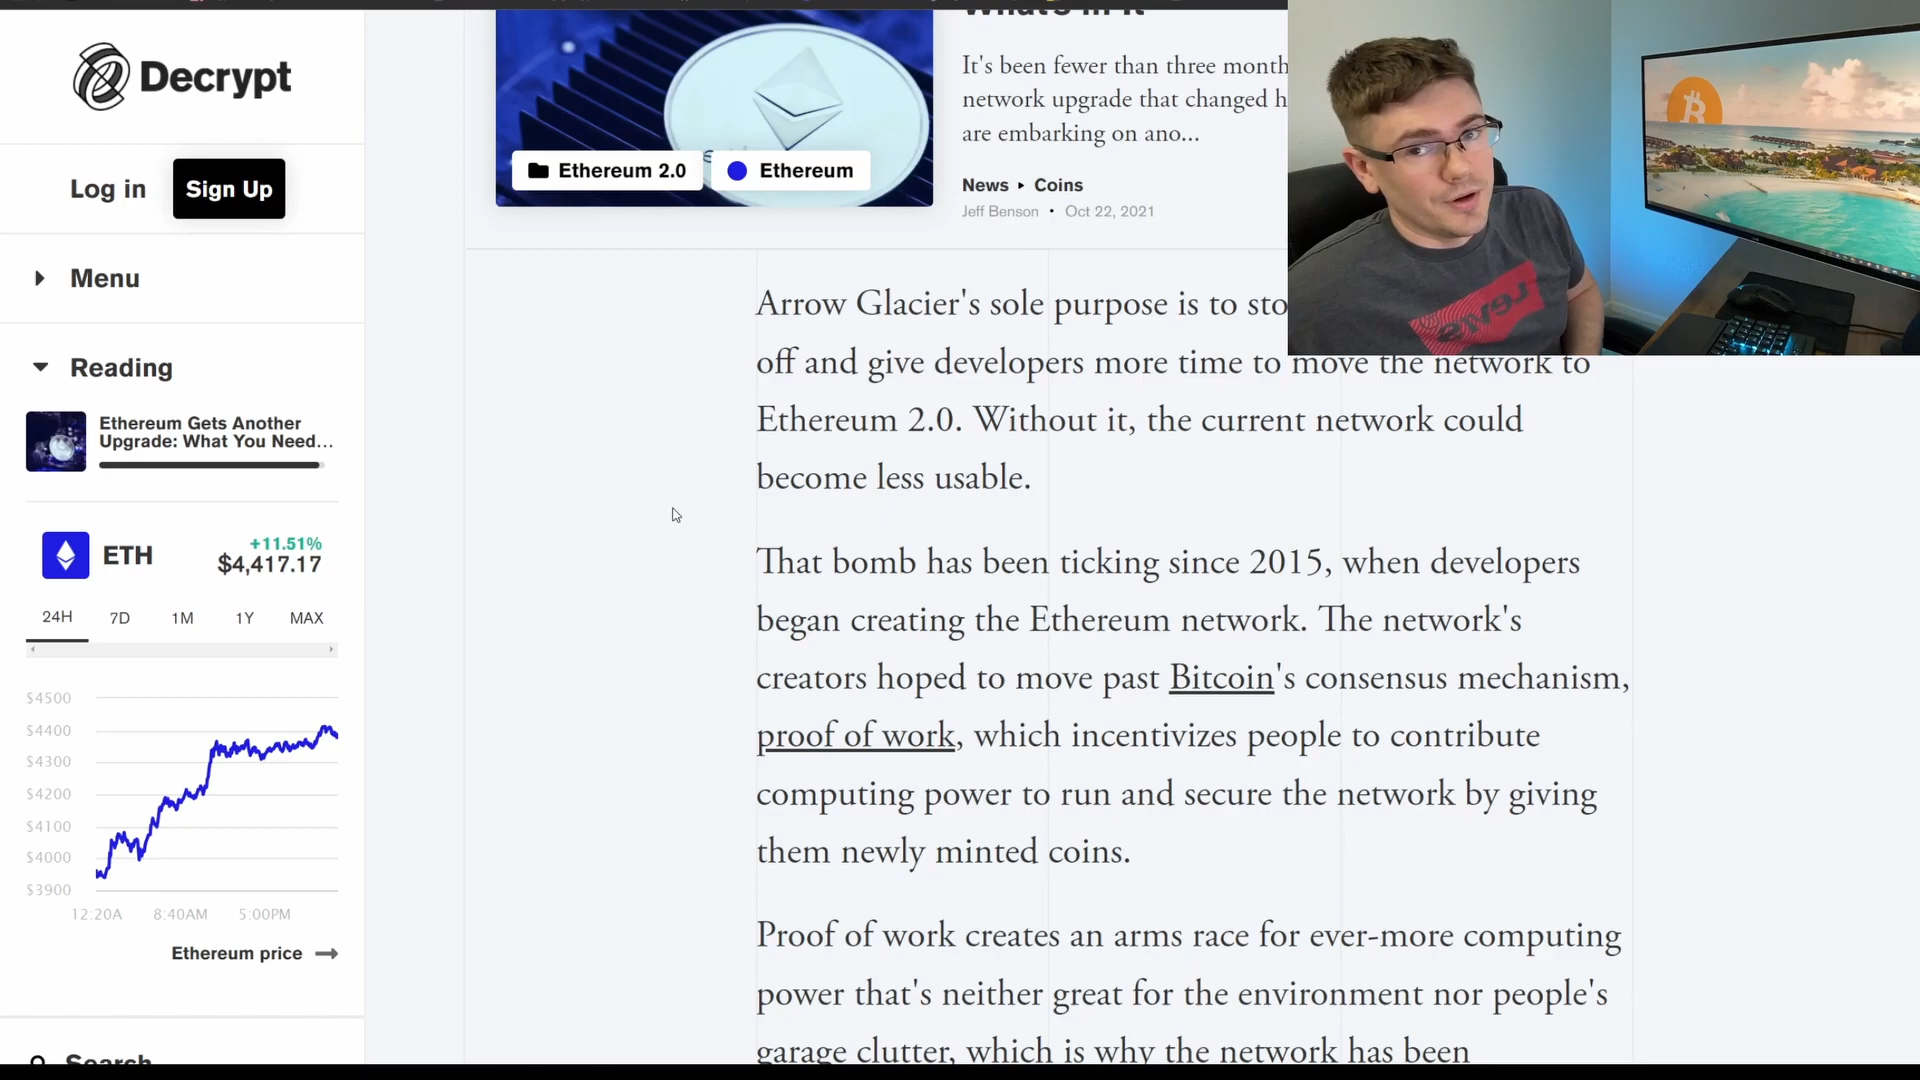 Decrypt
Log in
Sign Up
Menu
Reading
Ethereum Gets Another
Upgrade: What You Need...
ETH
+11.51%
$4,417.17
24H 7D 1M 1Y MAX
$4500
$4400
$4300
$4200
$4100
$4000
$3900
12:20A 8:40AM 5:00PM
Ethereum price
Search
Ethereum 2.0
Ethereum
What's in it
It's been fewer than three month
network upgrade that changed h
are embarking on ano...
News ▸ Coins
Jeff Benson • Oct 22, 2021
Arrow Glacier's sole purpose is to sto
off and give developers more time to move the network to
Ethereum 2.0. Without it, the current network could
become less usable.
That bomb has been ticking since 2015, when developers
began creating the Ethereum network. The network's
creators hoped to move past Bitcoin's consensus mechanism,
proof of work, which incentivizes people to contribute
computing power to run and secure the network by giving
them newly minted coins.
Proof of work creates an arms race for ever-more computing
power that's neither great for the environment nor people's
garage clutter, which is why the network has been